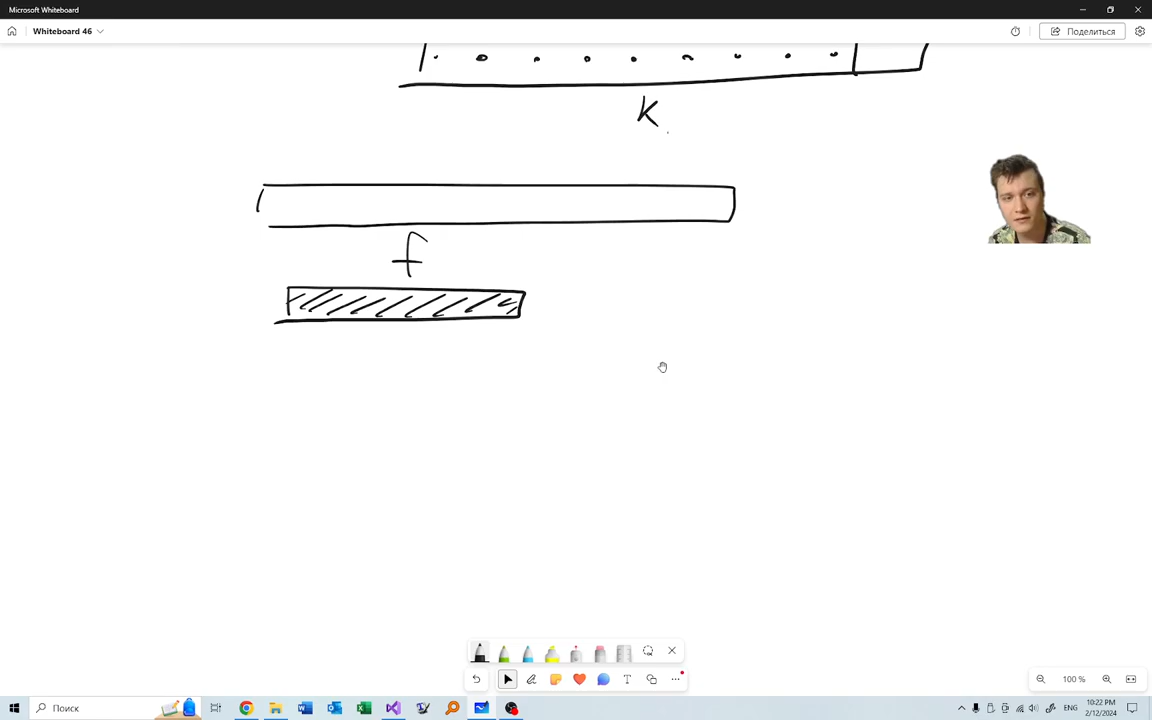 Microsoft Whiteboard
Whiteboard 46
Поделиться
K
f
100 %
Поиск
ENG
10:22 PM
2/12/2024